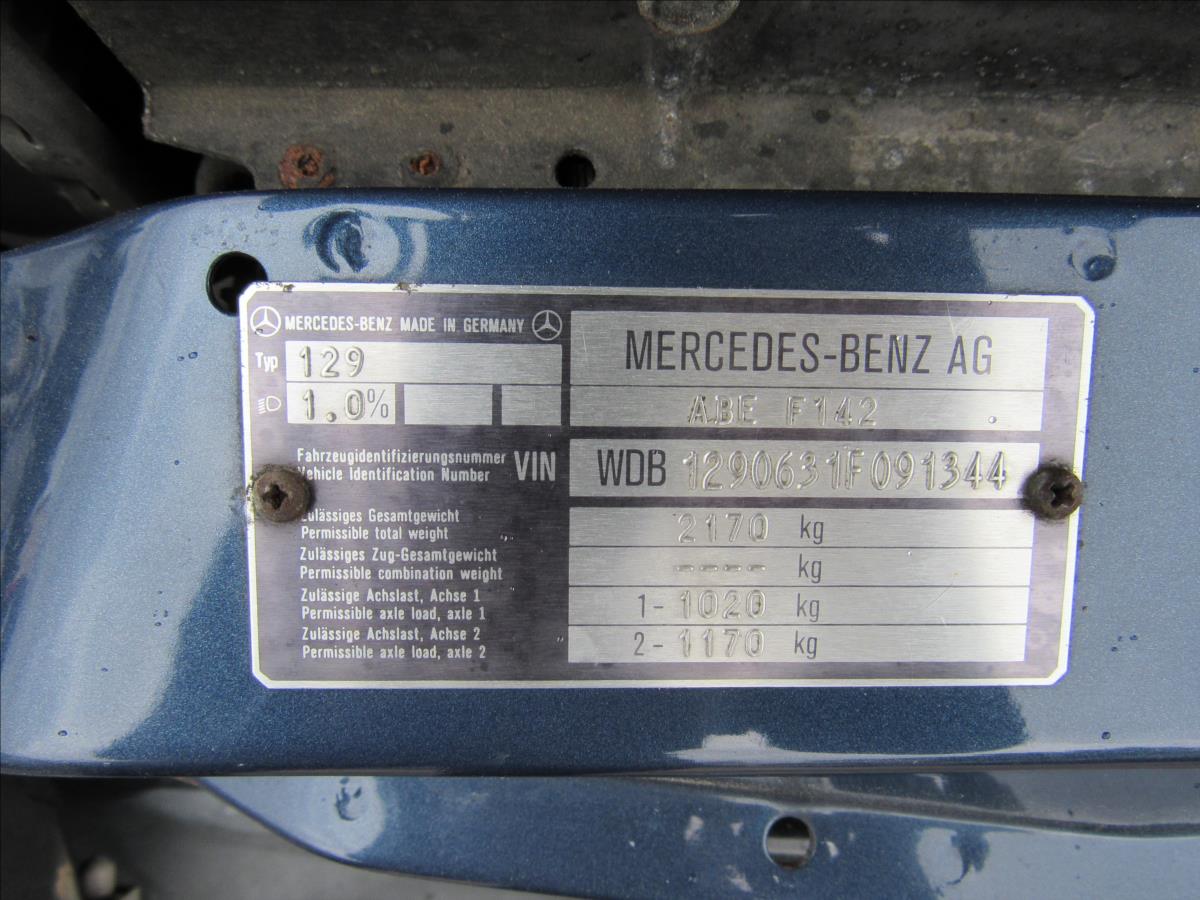 MERCEDES-BENZ MADE IN GERMANY
MERCEDES-BENZ AG
Typ 129
1.0%
ABE F142
Fahrzeugidentifizierungsnummer
Vehicle Identification Number
VIN
WDB 1290631F091344
Zulässiges Gesamtgewicht
Permissible total weight
2170 kg
Zulässiges Zug-Gesamtgewicht
Permissible combination weight
---- kg
Zulässige Achslast, Achse 1
Permissible axle load, axle 1
1- 1020 kg
Zulässige Achslast, Achse 2
Permissible axle load, axle 2
2- 1170 kg